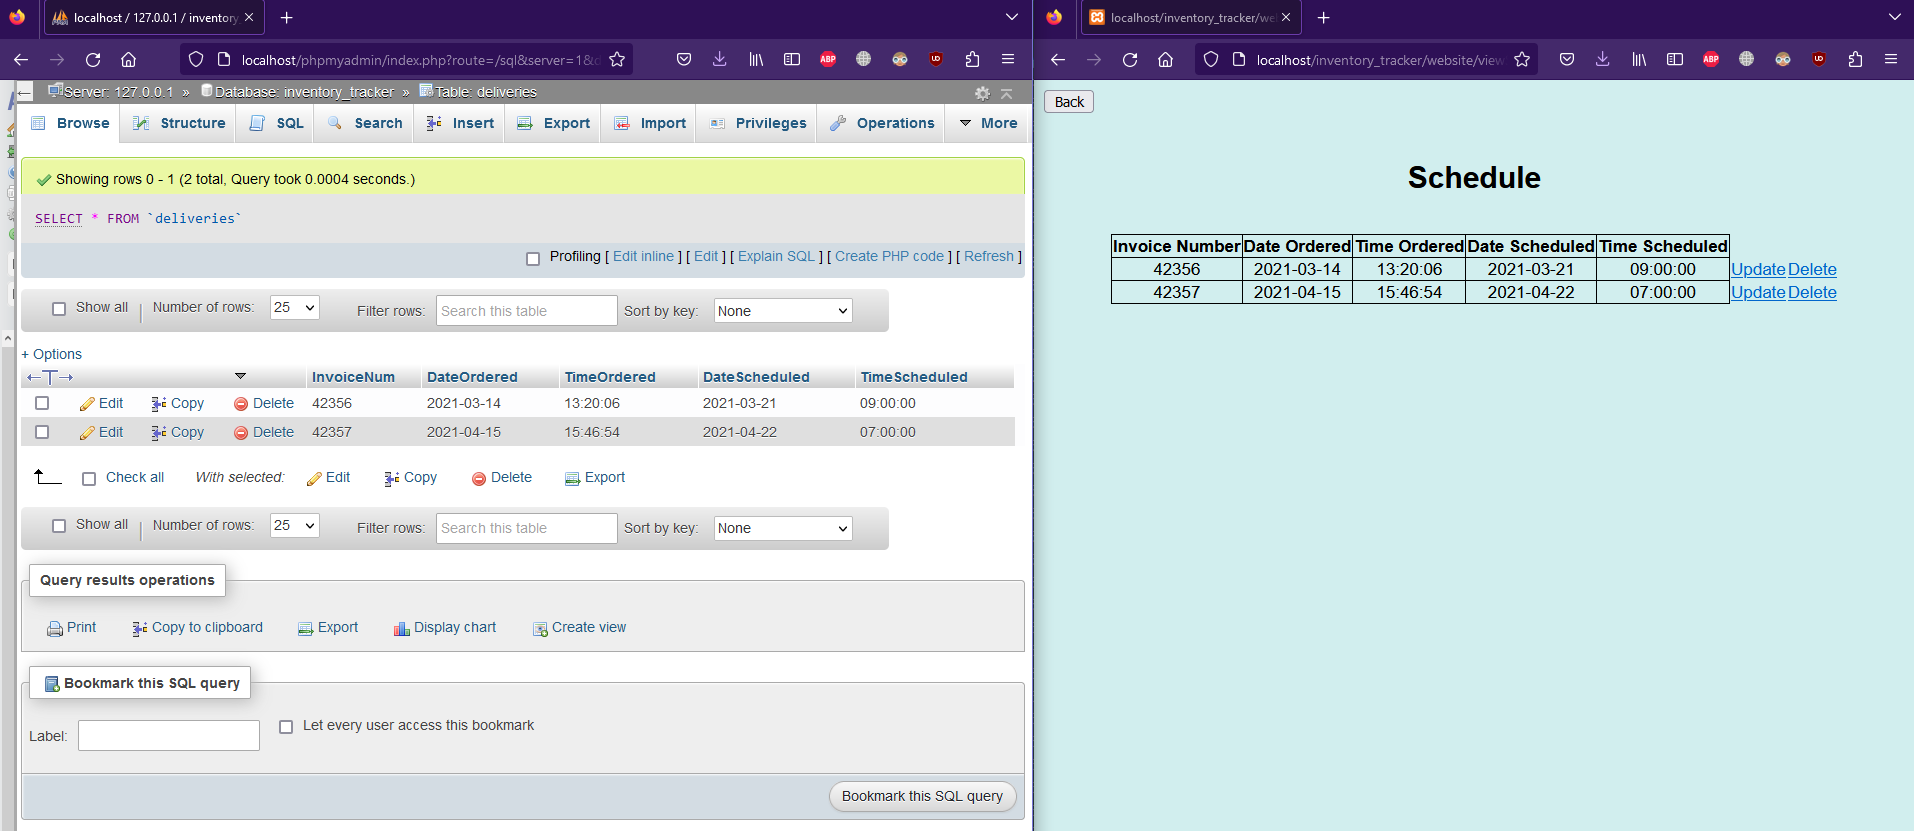 localhost / 127.0.0.1 / inventory_
localhost/phpmyadmin/index.php?route=/sql&server=1&
ABP
Server: 127.0.0.1 » Database: inventory_tracker » Table: deliveries
Browse Structure SQL Search Insert Export Import Privileges Operations More
Showing rows 0 - 1 (2 total, Query took 0.0004 seconds.)
SELECT * FROM `deliveries`
Profiling [ Edit inline ] [ Edit ] [ Explain SQL ] [ Create PHP code ] [ Refresh ]
Show all Number of rows: 25 Filter rows: Search this table Sort by key: None
+ Options
←T→ InvoiceNum DateOrdered TimeOrdered DateScheduled TimeScheduled
Edit Copy Delete 42356 2021-03-14 13:20:06 2021-03-21 09:00:00
Edit Copy Delete 42357 2021-04-15 15:46:54 2021-04-22 07:00:00
Check all With selected: Edit Copy Delete Export
Show all Number of rows: 25 Filter rows: Search this table Sort by key: None
Query results operations
Print Copy to clipboard Export Display chart Create view
Bookmark this SQL query
Label: Let every user access this bookmark
Bookmark this SQL query
localhost/inventory_tracker/we
localhost/inventory_tracker/website/view
ABP
Back
Schedule
Invoice Number Date Ordered Time Ordered Date Scheduled Time Scheduled
42356 2021-03-14 13:20:06 2021-03-21 09:00:00 Update Delete
42357 2021-04-15 15:46:54 2021-04-22 07:00:00 Update Delete